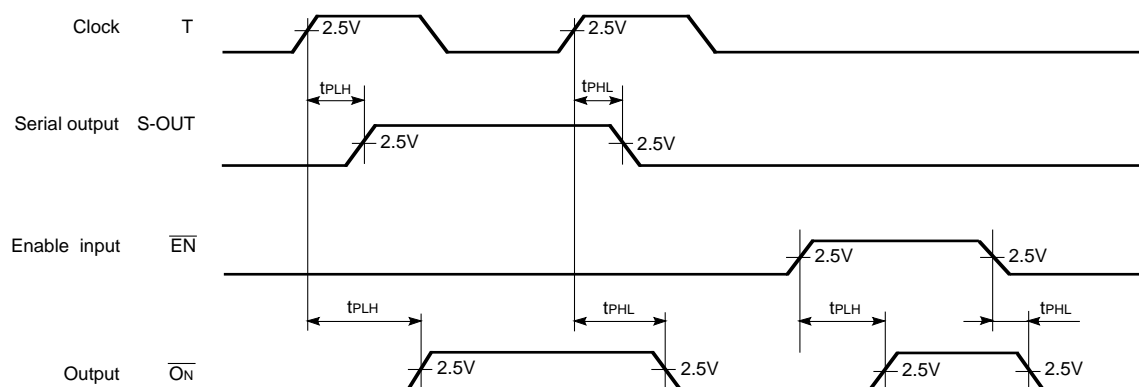 Clock T 2.5V 2.5V
tPLH tPHL
Serial output S-OUT 2.5V 2.5V
Enable input EN 2.5V 2.5V
tPLH tPHL tPLH tPHL
Output ON 2.5V 2.5V 2.5V 2.5V